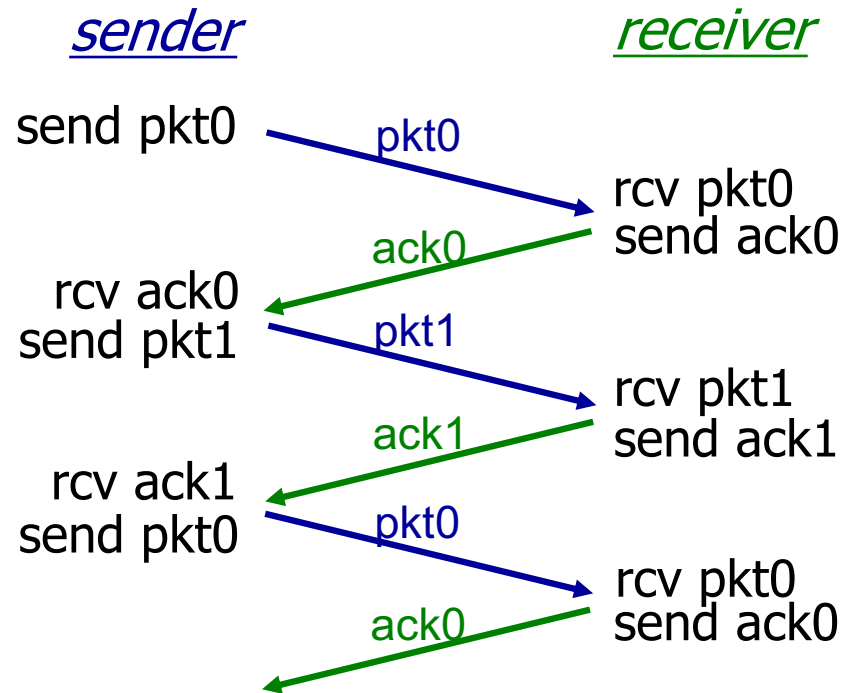 sender
receiver
send pkt0
pkt0
rcv pkt0
send ack0
ack0
rcv ack0
send pkt1
pkt1
rcv pkt1
send ack1
ack1
rcv ack1
send pkt0
pkt0
rcv pkt0
send ack0
ack0